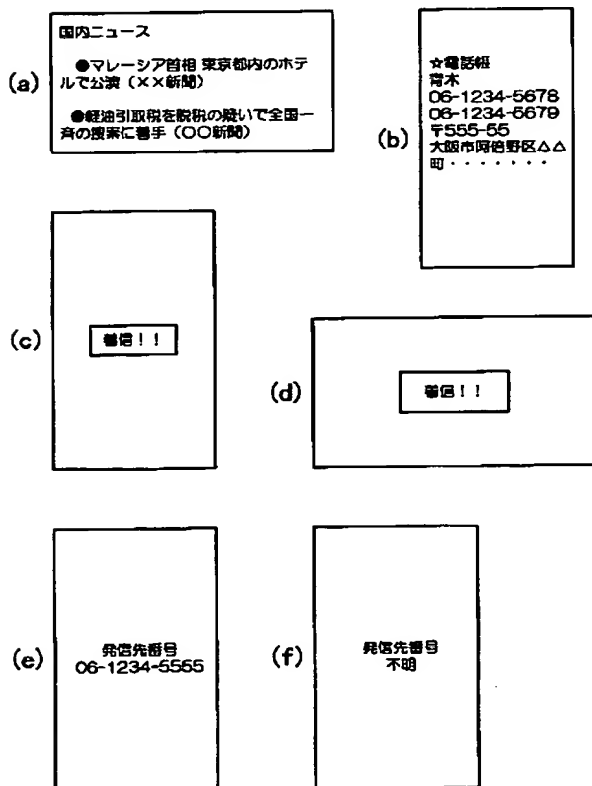 (a)
国内ニュース
●マレーシア首相 東京都内のホテ
ルで公演（××新聞）
●軽油引取税を脱税の疑いで全国一
斉の捜索に着手（〇〇新聞）
(b)
☆電話帳
青木
06-1234-5678
06-1234-5679
〒555-55
大阪市阿倍野区△△
町・・・・・・・
(c)
着信！！
(d)
着信！！
(e)
発信先番号
06-1234-5555
(f)
発信先番号
不明